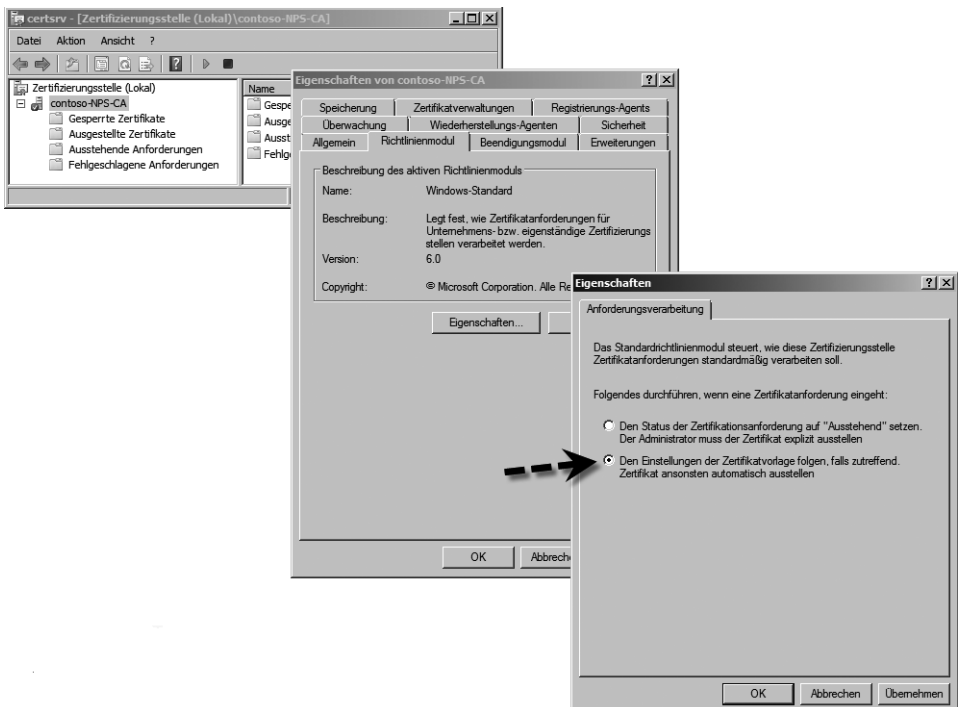 certsrv - [Zertifizierungsstelle (Lokal)\contoso-NPS-CA]
Datei Aktion Ansicht ?
Zertifizierungsstelle (Lokal)
contoso-NPS-CA
Gesperrte Zertifikate
Ausgestellte Zertifikate
Ausstehende Anforderungen
Fehlgeschlagene Anforderungen
Name
Gespe
Ausge
Ausst
Fehlg
Eigenschaften von contoso-NPS-CA
Speicherung Zertifikatverwaltungen Registrierungs-Agents
Überwachung Wiederherstellungs-Agenten Sicherheit
Allgemein Richtlinienmodul Beendigungsmodul Erweiterungen
Beschreibung des aktiven Richtlinienmoduls
Name: Windows-Standard
Beschreibung: Legt fest, wie Zertifikatanforderungen für
Unternehmens- bzw. eigenständige Zertifizierungs
stellen verarbeitet werden.
Version: 6.0
Copyright: © Microsoft Corporation. Alle Re
Eigenschaften...
OK Abbreche
Eigenschaften
Anforderungsverarbeitung
Das Standardrichtlinienmodul steuert, wie diese Zertifizierungsstelle
Zertifikatanforderungen standardmäßig verarbeiten soll.
Folgendes durchführen, wenn eine Zertifikatanforderung eingeht:
Den Status der Zertifikationsanforderung auf "Ausstehend" setzen.
Der Administrator muss der Zertifikat explizit ausstellen
Den Einstellungen der Zertifikatvorlage folgen, falls zutreffend.
Zertifikat ansonsten automatisch ausstellen
OK Abbrechen Übernehmen